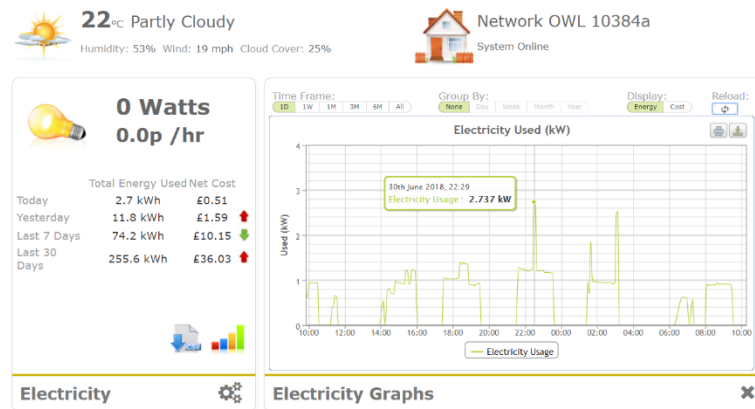 22°C Partly Cloudy
Humidity: 53% Wind: 19 mph Cloud Cover: 25%
Network OWL 10384a
System Online
0 Watts
0.0p /hr
Total Energy Used Net Cost
Today 2.7 kWh £0.51
Yesterday 11.8 kWh £1.59
Last 7 Days 74.2 kWh £10.15
Last 30 Days 255.6 kWh £36.03
Electricity
Time Frame: Group By: Display: Reload:
1D 1W 1M 3M 6M All None Day Week Month Year Energy Cost
Electricity Used (kW)
4
30th June 2018, 22:29
Electricity Usage : 2.737 kW
3
Used (kW)
2
1
0
10:00 12:00 14:00 16:00 18:00 20:00 22:00 00:00 02:00 04:00 06:00 08:00 10:00
Electricity Usage
Electricity Graphs